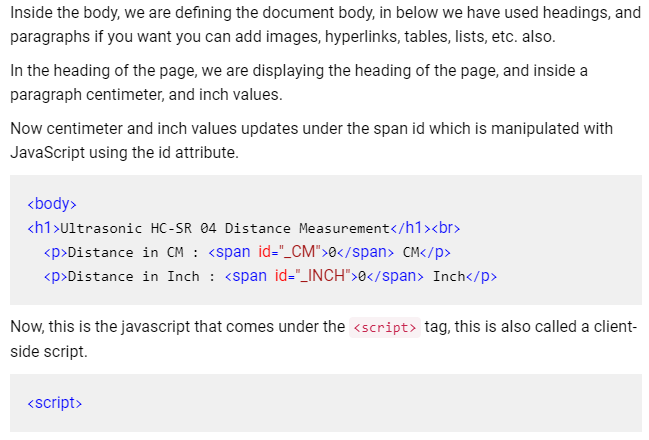 Inside the body, we are defining the document body, in below we have used headings, and
paragraphs if you want you can add images, hyperlinks, tables, lists, etc. also.
In the heading of the page, we are displaying the heading of the page, and inside a
paragraph centimeter, and inch values.
Now centimeter and inch values updates under the span id which is manipulated with
JavaScript using the id attribute.
<body>
<h1>Ultrasonic HC-SR 04 Distance Measurement</h1><br>
<p>Distance in CM : <span id="_CM">0</span> CM</p>
<p>Distance in Inch : <span id="_INCH">0</span> Inch</p>
Now, this is the javascript that comes under the <script> tag, this is also called a client-
side script.
<script>